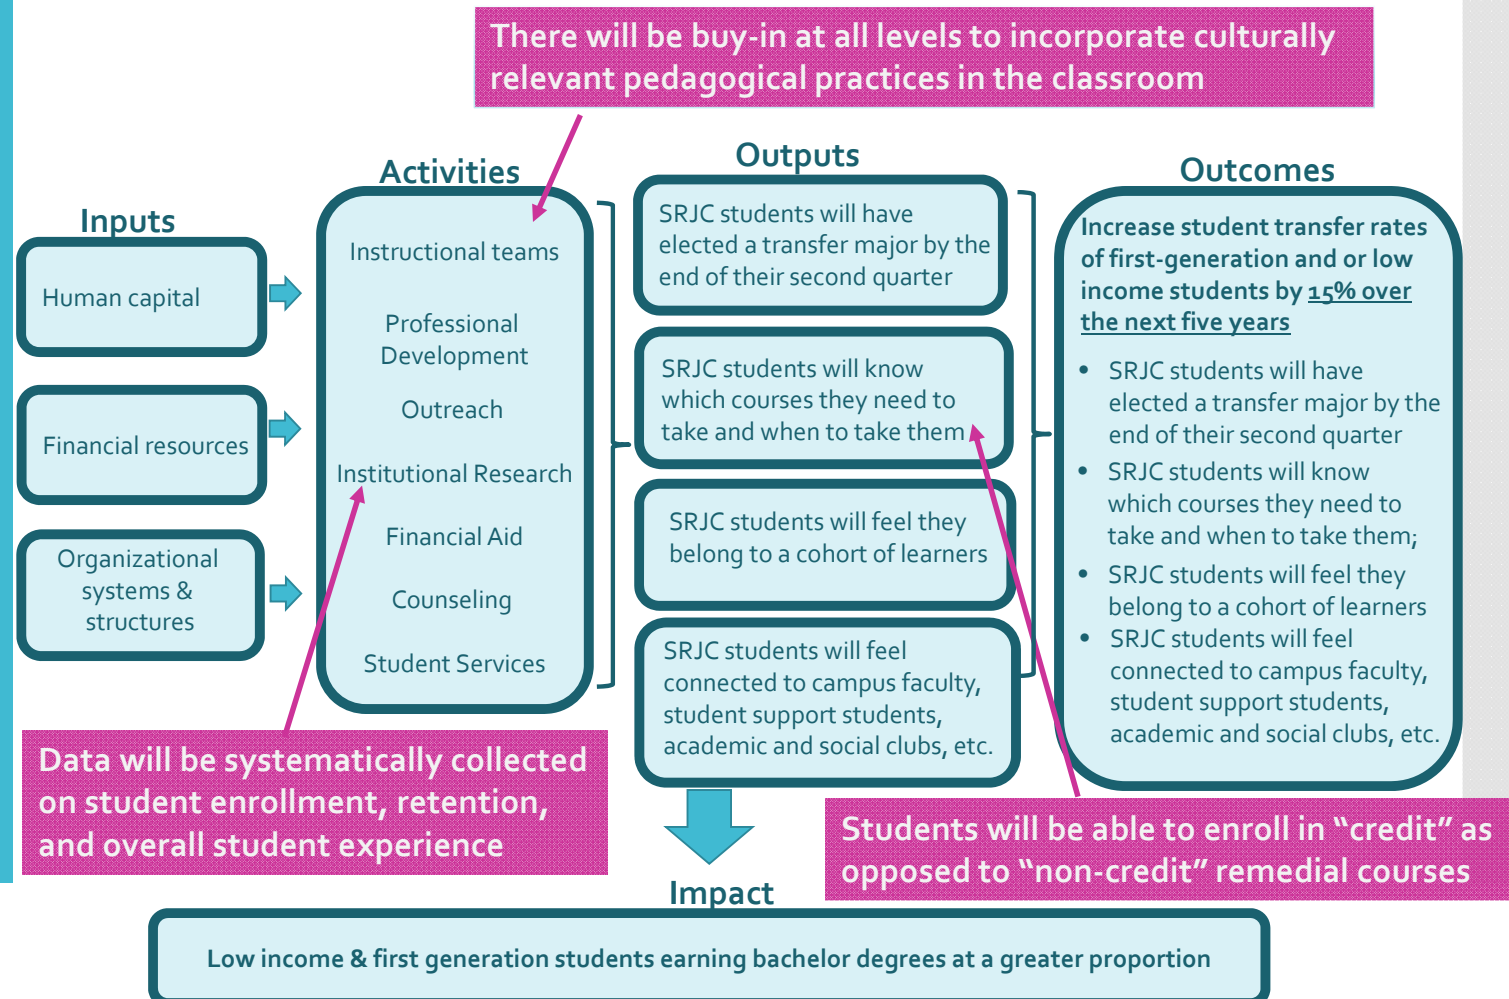 There will be buy-in at all levels to incorporate culturally
relevant pedagogical practices in the classroom
Inputs
Human capital
Financial resources
Organizational
systems &
structures
Activities
Instructional teams
Professional
Development
Outreach
Institutional Research
Financial Aid
Counseling
Student Services
Outputs
SRJC students will have
elected a transfer major by the
end of their second quarter
SRJC students will know
which courses they need to
take and when to take them
SRJC students will feel they
belong to a cohort of learners
SRJC students will feel
connected to campus faculty,
student support students,
academic and social clubs, etc.
Outcomes
Increase student transfer rates
of first-generation and or low
income students by 15% over
the next five years
• SRJC students will have
elected a transfer major by the
end of their second quarter
• SRJC students will know
which courses they need to
take and when to take them;
• SRJC students will feel they
belong to a cohort of learners
• SRJC students will feel
connected to campus faculty,
student support students,
academic and social clubs, etc.
Data will be systematically collected
on student enrollment, retention,
and overall student experience
Students will be able to enroll in “credit” as
opposed to “non-credit” remedial courses
Impact
Low income & first generation students earning bachelor degrees at a greater proportion